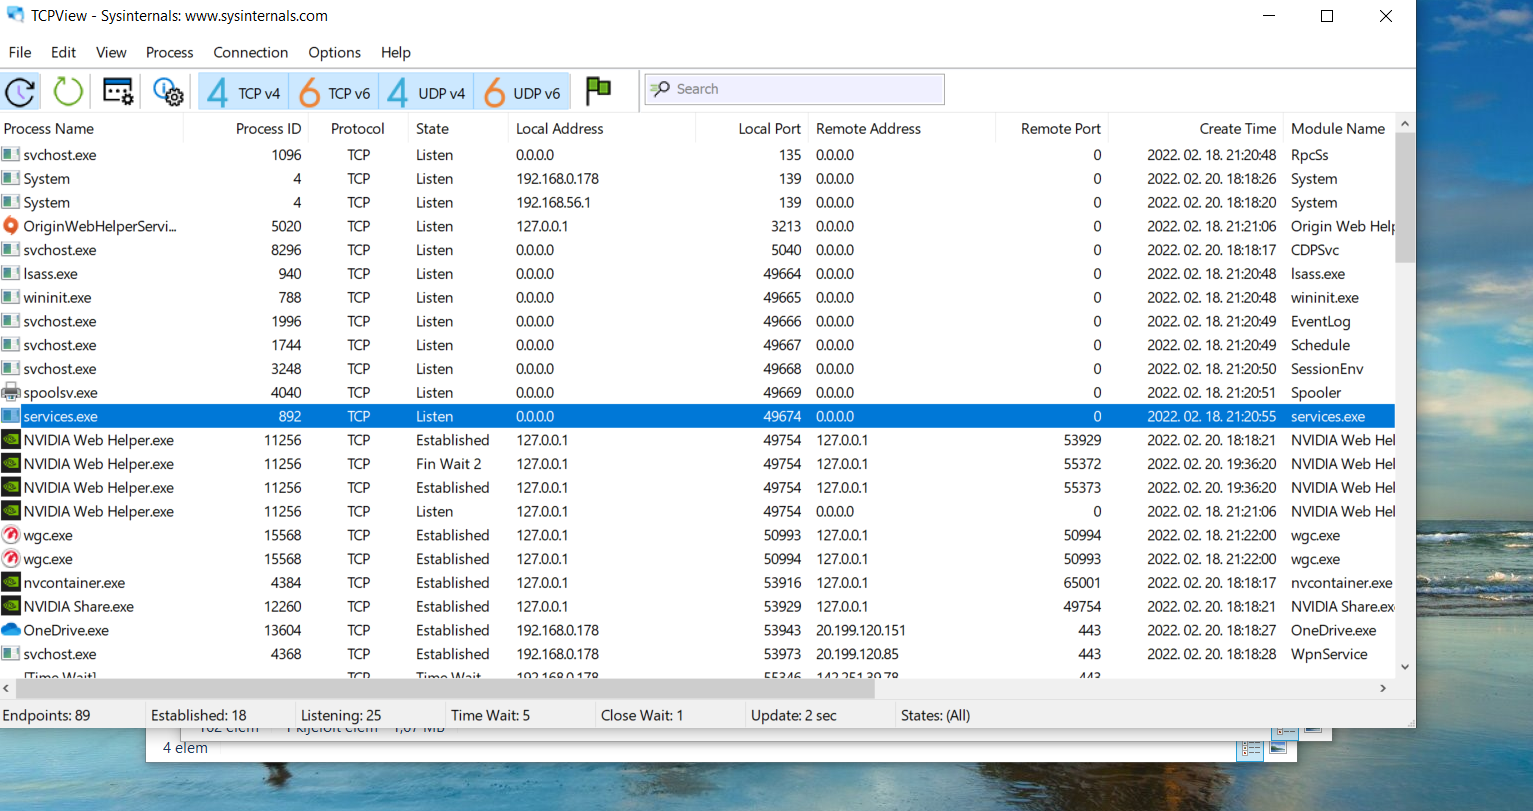 TCPView - Sysinternals: www.sysinternals.com
File Edit View Process Connection Options Help
4 TCP v4 6 TCP v6 4 UDP v4 6 UDP v6 Search
Process Name Process ID Protocol State Local Address Local Port Remote Address Remote Port Create Time Module Name
svchost.exe 1096 TCP Listen 0.0.0.0 135 0.0.0.0 0 2022. 02. 18. 21:20:48 RpcSs
System 4 TCP Listen 192.168.0.178 139 0.0.0.0 0 2022. 02. 20. 18:18:26 System
System 4 TCP Listen 192.168.56.1 139 0.0.0.0 0 2022. 02. 20. 18:18:20 System
OriginWebHelperServi... 5020 TCP Listen 127.0.0.1 3213 0.0.0.0 0 2022. 02. 18. 21:21:06 Origin Web Help
svchost.exe 8296 TCP Listen 0.0.0.0 5040 0.0.0.0 0 2022. 02. 20. 18:18:17 CDPSvc
lsass.exe 940 TCP Listen 0.0.0.0 49664 0.0.0.0 0 2022. 02. 18. 21:20:48 lsass.exe
wininit.exe 788 TCP Listen 0.0.0.0 49665 0.0.0.0 0 2022. 02. 18. 21:20:48 wininit.exe
svchost.exe 1996 TCP Listen 0.0.0.0 49666 0.0.0.0 0 2022. 02. 18. 21:20:49 EventLog
svchost.exe 1744 TCP Listen 0.0.0.0 49667 0.0.0.0 0 2022. 02. 18. 21:20:49 Schedule
svchost.exe 3248 TCP Listen 0.0.0.0 49668 0.0.0.0 0 2022. 02. 18. 21:20:50 SessionEnv
spoolsv.exe 4040 TCP Listen 0.0.0.0 49669 0.0.0.0 0 2022. 02. 18. 21:20:51 Spooler
services.exe 892 TCP Listen 0.0.0.0 49674 0.0.0.0 0 2022. 02. 18. 21:20:55 services.exe
NVIDIA Web Helper.exe 11256 TCP Established 127.0.0.1 49754 127.0.0.1 53929 2022. 02. 20. 18:18:21 NVIDIA Web Hel
NVIDIA Web Helper.exe 11256 TCP Fin Wait 2 127.0.0.1 49754 127.0.0.1 55372 2022. 02. 20. 19:36:20 NVIDIA Web Hel
NVIDIA Web Helper.exe 11256 TCP Established 127.0.0.1 49754 127.0.0.1 55373 2022. 02. 20. 19:36:20 NVIDIA Web Hel
NVIDIA Web Helper.exe 11256 TCP Listen 127.0.0.1 49754 0.0.0.0 0 2022. 02. 18. 21:21:06 NVIDIA Web Hel
wgc.exe 15568 TCP Established 127.0.0.1 50993 127.0.0.1 50994 2022. 02. 18. 21:22:00 wgc.exe
wgc.exe 15568 TCP Established 127.0.0.1 50994 127.0.0.1 50993 2022. 02. 18. 21:22:00 wgc.exe
nvcontainer.exe 4384 TCP Established 127.0.0.1 53916 127.0.0.1 65001 2022. 02. 20. 18:18:17 nvcontainer.exe
NVIDIA Share.exe 12260 TCP Established 127.0.0.1 53929 127.0.0.1 49754 2022. 02. 20. 18:18:21 NVIDIA Share.ex
OneDrive.exe 13604 TCP Established 192.168.0.178 53943 20.199.120.151 443 2022. 02. 20. 18:18:27 OneDrive.exe
svchost.exe 4368 TCP Established 192.168.0.178 53973 20.199.120.85 443 2022. 02. 20. 18:18:28 WpnService
[Time Wait] TCP Time Wait 192.168.0.178 55346 142.251.39.78 443
Endpoints: 89 Established: 18 Listening: 25 Time Wait: 5 Close Wait: 1 Update: 2 sec States: (All)
elem 1 kijelölt elem 1,07 MB
4 elem